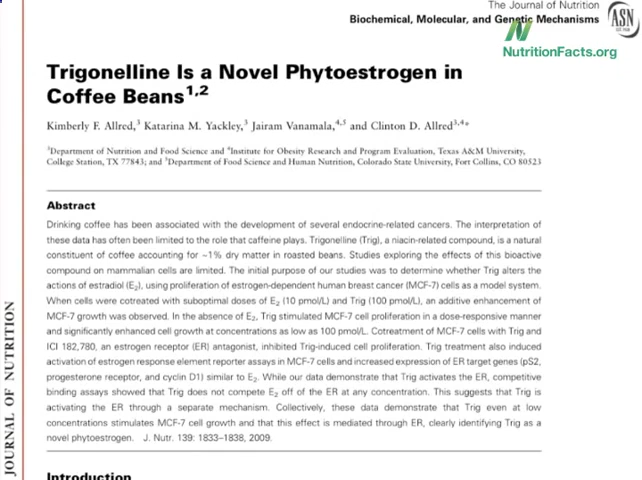 The Journal of Nutrition
Biochemical, Molecular, and Genetic Mechanisms
ASN
NutritionFacts.org
Trigonelline Is a Novel Phytoestrogen in
Coffee Beans1,2
Kimberly F. Allred,3 Katarina M. Yackley,3 Jairam Vanamala,4,5 and Clinton D. Allred3,4*
3Department of Nutrition and Food Science and 4Institute for Obesity Research and Program Evaluation, Texas A&M University,
College Station, TX 77843; and 5Department of Food Science and Human Nutrition, Colorado State University, Fort Collins, CO 80523
Abstract
Drinking coffee has been associated with the development of several endocrine-related cancers. The interpretation of
these data has often been limited to the role that caffeine plays. Trigonelline (Trig), a niacin-related compound, is a natural
constituent of coffee accounting for ~1% dry matter in roasted beans. Studies exploring the effects of this bioactive
compound on mammalian cells are limited. The initial purpose of our studies was to determine whether Trig alters the
actions of estradiol (E2), using proliferation of estrogen-dependent human breast cancer (MCF-7) cells as a model system.
When cells were cotreated with suboptimal doses of E2 (10 pmol/L) and Trig (100 pmol/L), an additive enhancement of
MCF-7 growth was observed. In the absence of E2, Trig stimulated MCF-7 cell proliferation in a dose-responsive manner
and significantly enhanced cell growth at concentrations as low as 100 pmol/L. Cotreatment of MCF-7 cells with Trig and
ICI 182,780, an estrogen receptor (ER) antagonist, inhibited Trig-induced cell proliferation. Trig treatment also induced
activation of estrogen response element reporter assays in MCF-7 cells and increased expression of ER target genes (pS2,
progesterone receptor, and cyclin D1) similar to E2. While our data demonstrate that Trig activates the ER, competitive
binding assays showed that Trig does not compete E2 off of the ER at any concentration. This suggests that Trig is
activating the ER through a separate mechanism. Collectively, these data demonstrate that Trig even at low
concentrations stimulates MCF-7 cell growth and that this effect is mediated through ER, clearly identifying Trig as a
novel phytoestrogen. J. Nutr. 139: 1833–1838, 2009.
Introduction
JOURNAL OF NUTRITION